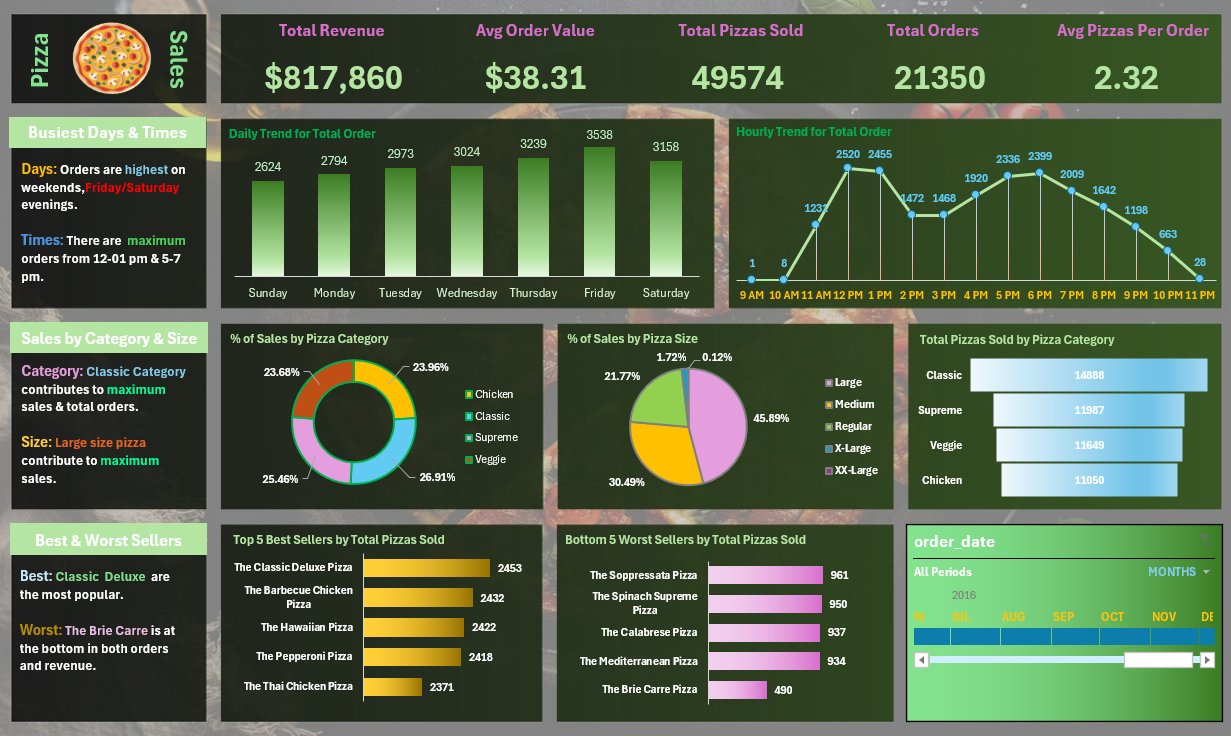 Pizza
Sales
Total Revenue
$817,860
Avg Order Value
$38.31
Total Pizzas Sold
49574
Total Orders
21350
Avg Pizzas Per Order
2.32
Busiest Days & Times
Days: Orders are highest on
weekends,Friday/Saturday
evenings.
Times: There are maximum
orders from 12-01 pm & 5-7
pm.
Daily Trend for Total Order
2624 2794 2973 3024 3239 3538 3158
Sunday Monday Tuesday Wednesday Thursday Friday Saturday
Hourly Trend for Total Order
1 8 1231 2520 2455 1472 1468 1920 2336 2399 2009 1642 1198 663 28
9 AM 10 AM 11 AM 12 PM 1 PM 2 PM 3 PM 4 PM 5 PM 6 PM 7 PM 8 PM 9 PM 10 PM 11 PM
Sales by Category & Size
Category: Classic Category
contributes to maximum
sales & total orders.
Size: Large size pizza
contribute to maximum
sales.
% of Sales by Pizza Category
23.68%
23.96%
25.46%
26.91%
Chicken
Classic
Supreme
Veggie
% of Sales by Pizza Size
1.72%
0.12%
21.77%
45.89%
30.49%
Large
Medium
Regular
X-Large
XX-Large
Total Pizzas Sold by Pizza Category
Classic 14888
Supreme 11987
Veggie 11649
Chicken 11050
Best & Worst Sellers
Best: Classic Deluxe are
the most popular.
Worst: The Brie Carre is at
the bottom in both orders
and revenue.
Top 5 Best Sellers by Total Pizzas Sold
The Classic Deluxe Pizza 2453
The Barbecue Chicken
Pizza 2432
The Hawaiian Pizza 2422
The Pepperoni Pizza 2418
The Thai Chicken Pizza 2371
Bottom 5 Worst Sellers by Total Pizzas Sold
The Soppressata Pizza 961
The Spinach Supreme
Pizza 950
The Calabrese Pizza 937
The Mediterranean Pizza 934
The Brie Carre Pizza 490
order_date
All Periods MONTHS
2016
JUL AUG SEP OCT NOV DE